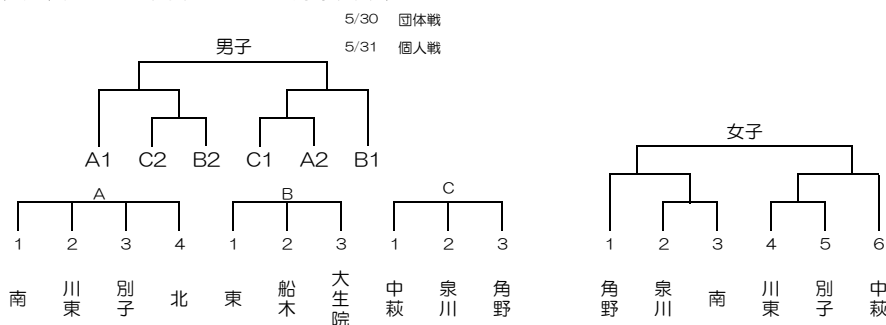 5/30 団体戦
5/31 個人戦
男子
女子
A1 C2 B2 C1 A2 B1
A B C
1 2 3 4 1 2 3 1 2 3
南 川東 別子 北 東 船木 大生院 中萩 泉川 角野
1 2 3 4 5 6
角野 泉川 南 川東 別子 中萩